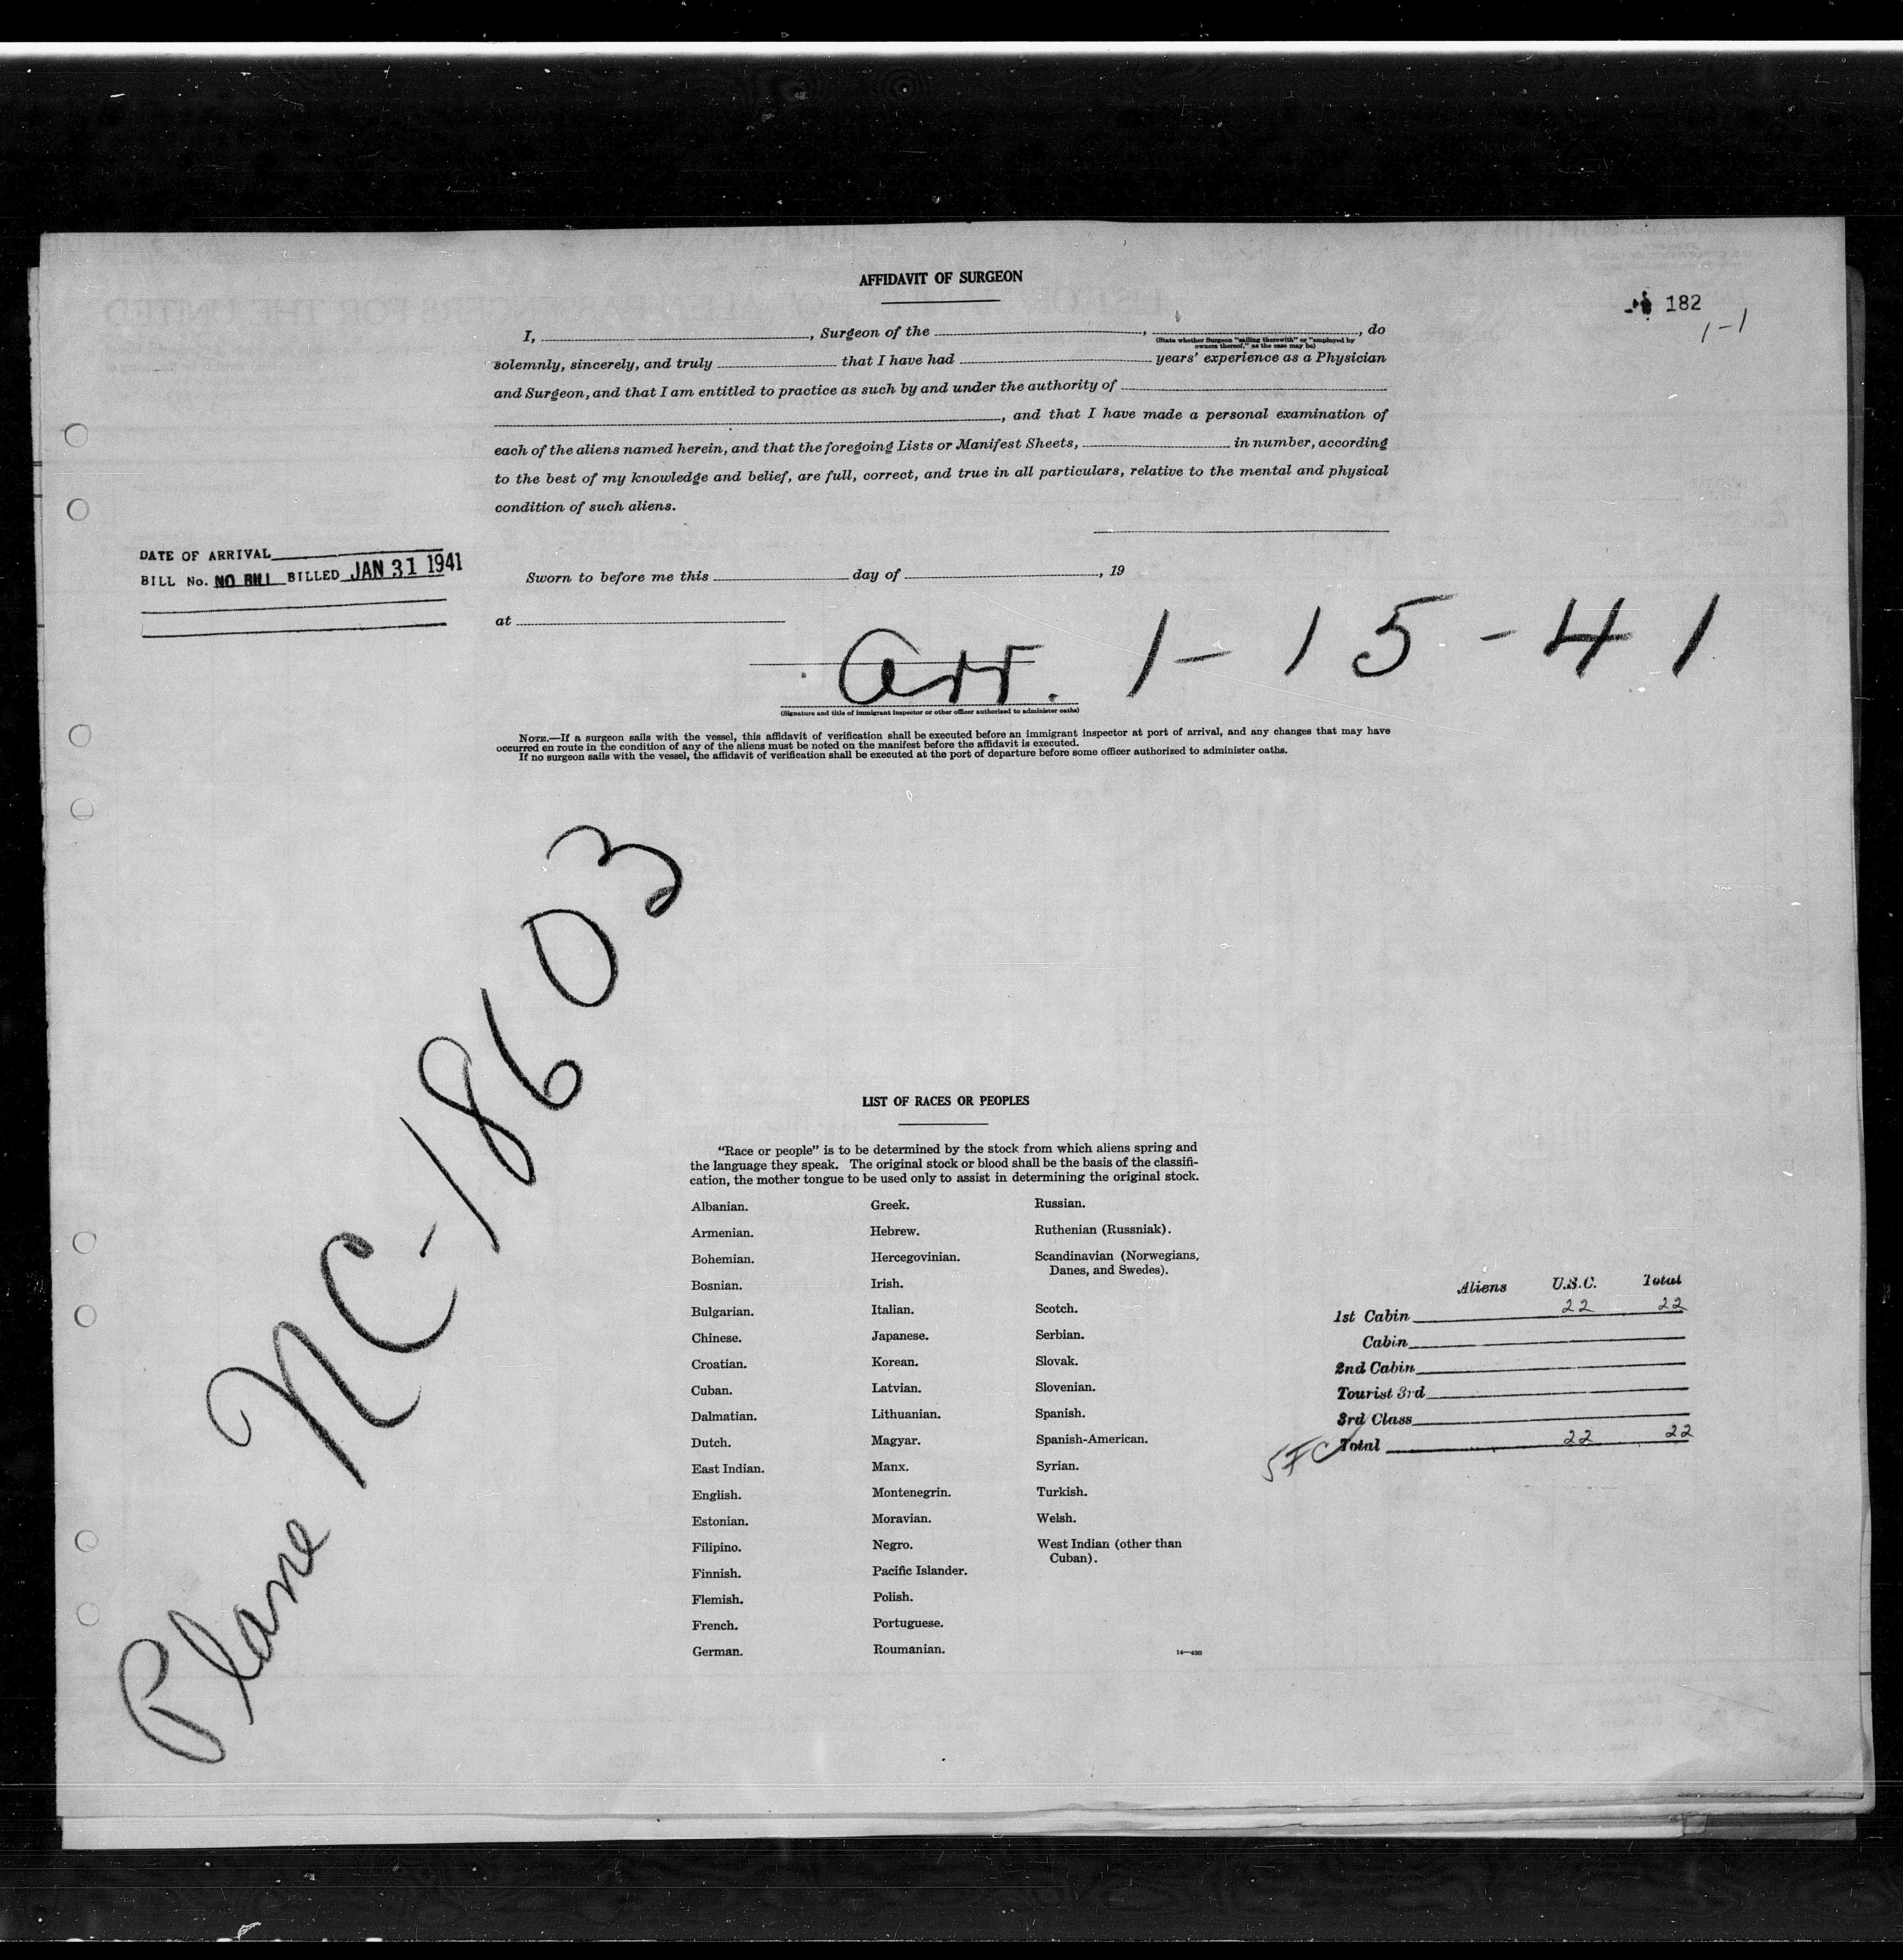 AFFIDAVIT OF SURGEON
182
1-1
I, , Surgeon of the , , do
(State whether Surgeon "sailing therewith" or "employed by
owners thereof," as the case may be)
solemnly, sincerely, and truly that I have had years' experience as a Physician
and Surgeon, and that I am entitled to practice as such by and under the authority of
, and that I have made a personal examination of
each of the aliens named herein, and that the foregoing Lists or Manifest Sheets, in number, according
to the best of my knowledge and belief, are full, correct, and true in all particulars, relative to the mental and physical
condition of such aliens.
DATE OF ARRIVAL
BILL No. NO BILL BILLED JAN 31 1941
Sworn to before me this day of , 19
at
Arr. 1-15-41
(Signature and title of immigrant inspector or other officer authorized to administer oaths)
NOTE.—If a surgeon sails with the vessel, this affidavit of verification shall be executed before an immigrant inspector at port of arrival, and any changes that may have
occurred en route in the condition of any of the aliens must be noted on the manifest before the affidavit is executed.
If no surgeon sails with the vessel, the affidavit of verification shall be executed at the port of departure before some officer authorized to administer oaths.
Plane NC-18603
LIST OF RACES OR PEOPLES
"Race or people" is to be determined by the stock from which aliens spring and
the language they speak. The original stock or blood shall be the basis of the classifi-
cation, the mother tongue to be used only to assist in determining the original stock.
Albanian.
Armenian.
Bohemian.
Bosnian.
Bulgarian.
Chinese.
Croatian.
Cuban.
Dalmatian.
Dutch.
East Indian.
English.
Estonian.
Filipino.
Finnish.
Flemish.
French.
German.
Greek.
Hebrew.
Hercegovinian.
Irish.
Italian.
Japanese.
Korean.
Latvian.
Lithuanian.
Magyar.
Manx.
Montenegrin.
Moravian.
Negro.
Pacific Islander.
Polish.
Portuguese.
Roumanian.
Russian.
Ruthenian (Russniak).
Scandinavian (Norwegians,
Danes, and Swedes).
Scotch.
Serbian.
Slovak.
Slovenian.
Spanish.
Spanish-American.
Syrian.
Turkish.
Welsh.
West Indian (other than
Cuban).
14—430
Aliens U.S.C. Total
1st Cabin 22 22
Cabin
2nd Cabin
Tourist 3rd
3rd Class
Total 22 22